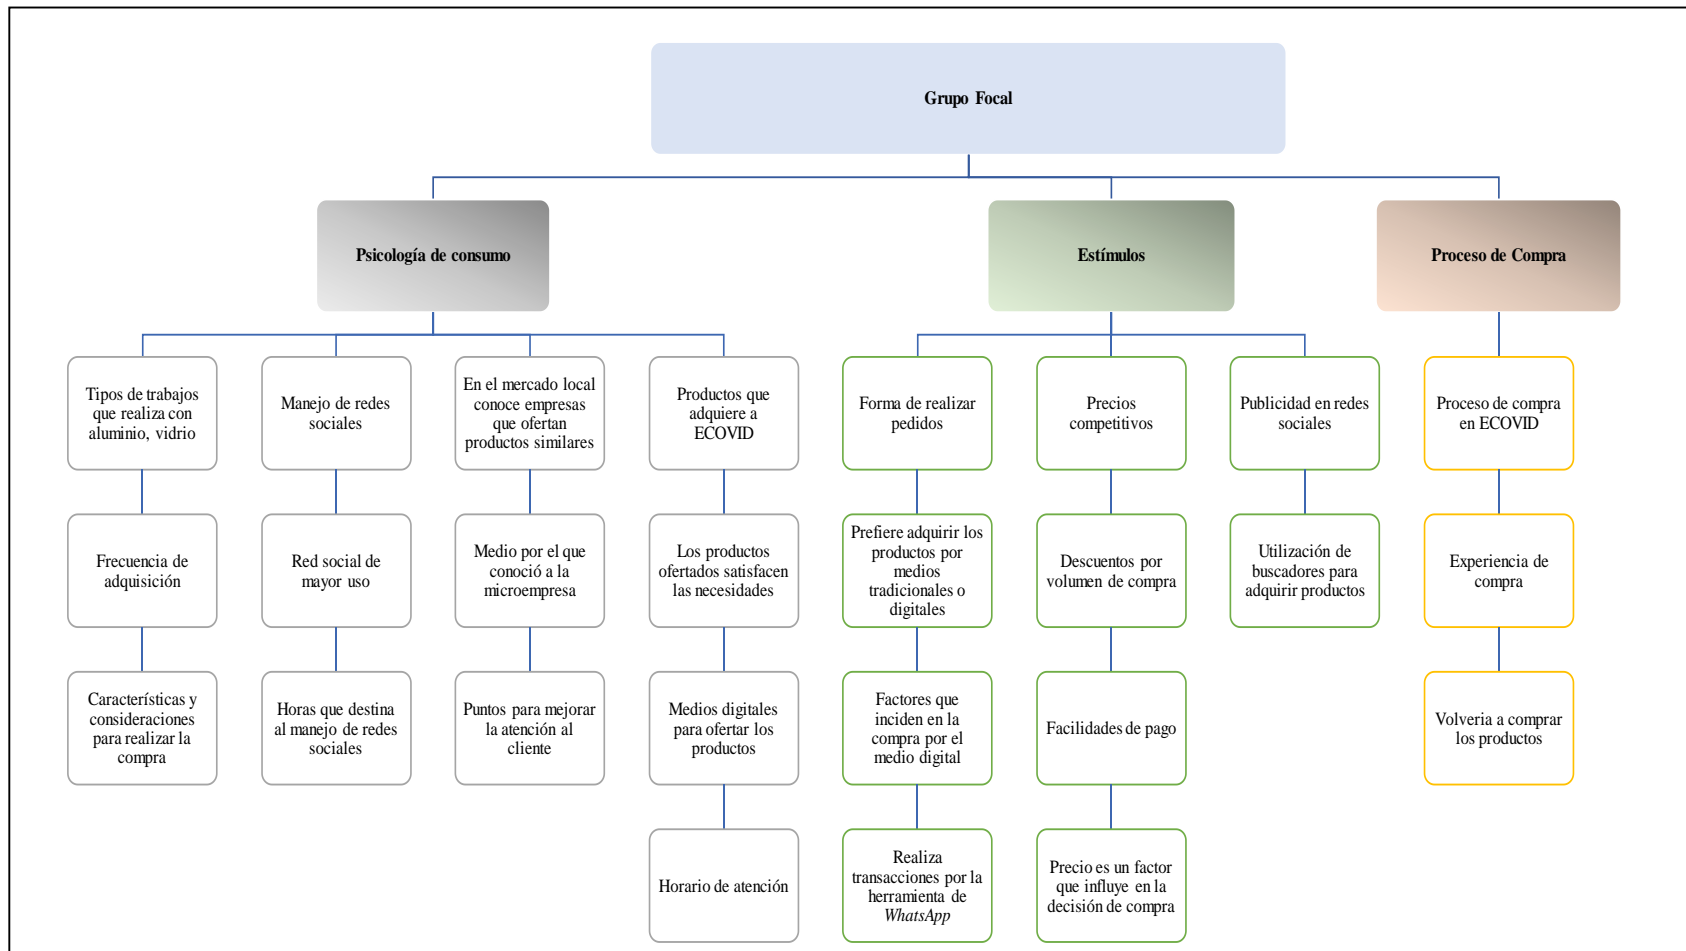 Grupo Focal
Psicología de consumo
Estímulos
Proceso de Compra
Tipos de trabajos
que realiza con
aluminio, vidrio
Manejo de redes
sociales
En el mercado local
conoce empresas
que ofertan
productos similares
Productos que
adquiere a
ECOVID
Forma de realizar
pedidos
Precios
competitivos
Publicidad en redes
sociales
Proceso de compra
en ECOVID
Frecuencia de
adquisición
Red social de
mayor uso
Medio por el que
conoció a la
microempresa
Los productos
ofertados satisfacen
las necesidades
Prefiere adquirir los
productos por
medios
tradicionales o
digitales
Descuentos por
volumen de compra
Utilización de
buscadores para
adquirir productos
Experiencia de
compra
Características y
consideraciones
para realizar la
compra
Horas que destina
al manejo de redes
sociales
Puntos para mejorar
la atención al
cliente
Medios digitales
para ofertar los
productos
Factores que
inciden en la
compra por el
medio digital
Facilidades de pago
Volveria a comprar
los productos
Horario de atención
Realiza
transacciones por la
herramienta de
WhatsApp
Precio es un factor
que influye en la
decisión de compra